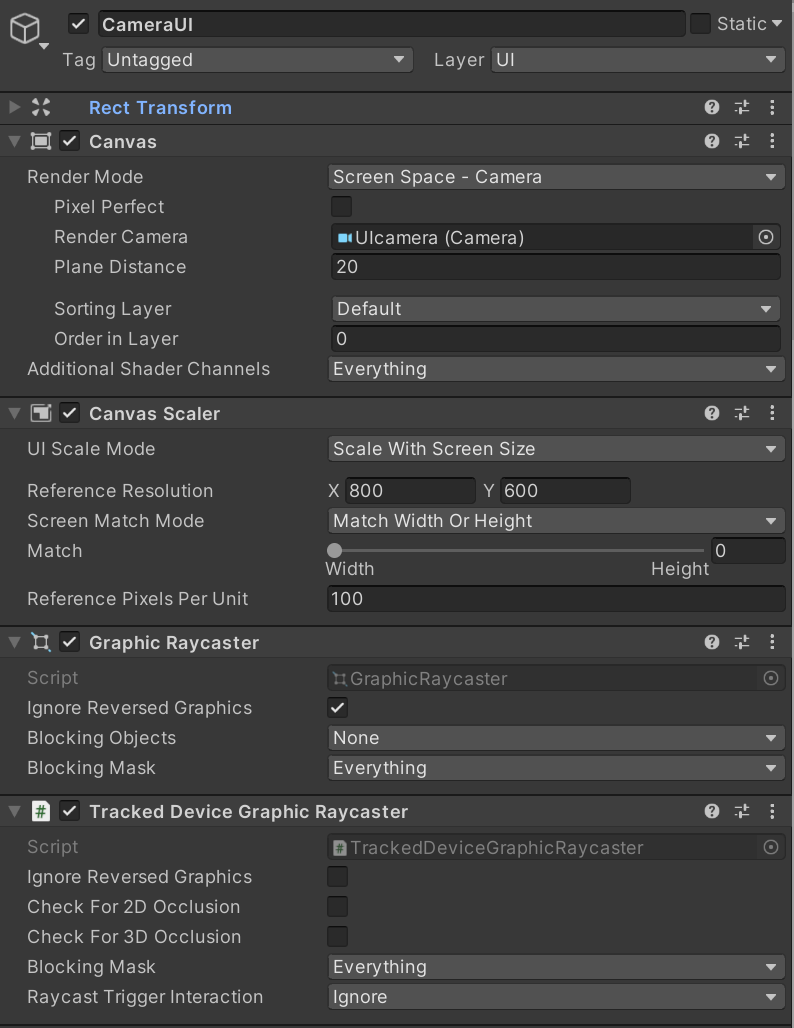 CameraUI
Static
Tag Untagged Layer UI
Rect Transform
Canvas
Render Mode Screen Space - Camera
Pixel Perfect
Render Camera UIcamera (Camera)
Plane Distance 20
Sorting Layer Default
Order in Layer 0
Additional Shader Channels Everything
Canvas Scaler
UI Scale Mode Scale With Screen Size
Reference Resolution X 800 Y 600
Screen Match Mode Match Width Or Height
Match 0
Width Height
Reference Pixels Per Unit 100
Graphic Raycaster
Script GraphicRaycaster
Ignore Reversed Graphics
Blocking Objects None
Blocking Mask Everything
# Tracked Device Graphic Raycaster
Script # TrackedDeviceGraphicRaycaster
Ignore Reversed Graphics
Check For 2D Occlusion
Check For 3D Occlusion
Blocking Mask Everything
Raycast Trigger Interaction Ignore